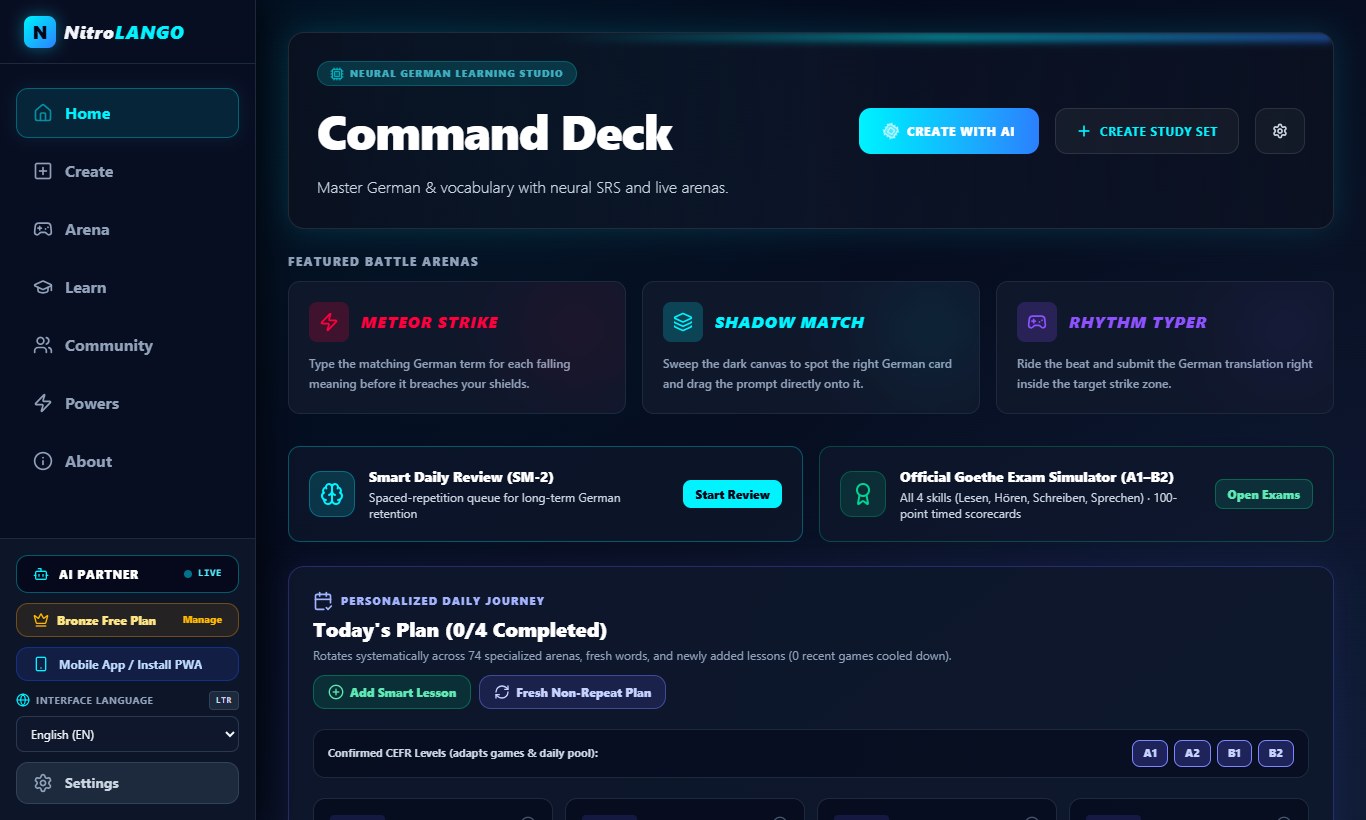 N NitroLANGO
Home
Create
Arena
Learn
Community
Powers
About
AI PARTNER LIVE
Bronze Free Plan Manage
Mobile App / Install PWA
INTERFACE LANGUAGE LTR
English (EN)
Settings
NEURAL GERMAN LEARNING STUDIO
Command Deck
Master German & vocabulary with neural SRS and live arenas.
CREATE WITH AI
CREATE STUDY SET
FEATURED BATTLE ARENAS
METEOR STRIKE
Type the matching German term for each falling
meaning before it breaches your shields.
SHADOW MATCH
Sweep the dark canvas to spot the right German card
and drag the prompt directly onto it.
RHYTHM TYPER
Ride the beat and submit the German translation right
inside the target strike zone.
Smart Daily Review (SM-2)
Spaced-repetition queue for long-term German
retention
Start Review
Official Goethe Exam Simulator (A1–B2)
All 4 skills (Lesen, Hören, Schreiben, Sprechen) · 100-
point timed scorecards
Open Exams
PERSONALIZED DAILY JOURNEY
Today's Plan (0/4 Completed)
Rotates systematically across 74 specialized arenas, fresh words, and newly added lessons (0 recent games cooled down).
Add Smart Lesson
Fresh Non-Repeat Plan
Confirmed CEFR Levels (adapts games & daily pool):
A1 A2 B1 B2